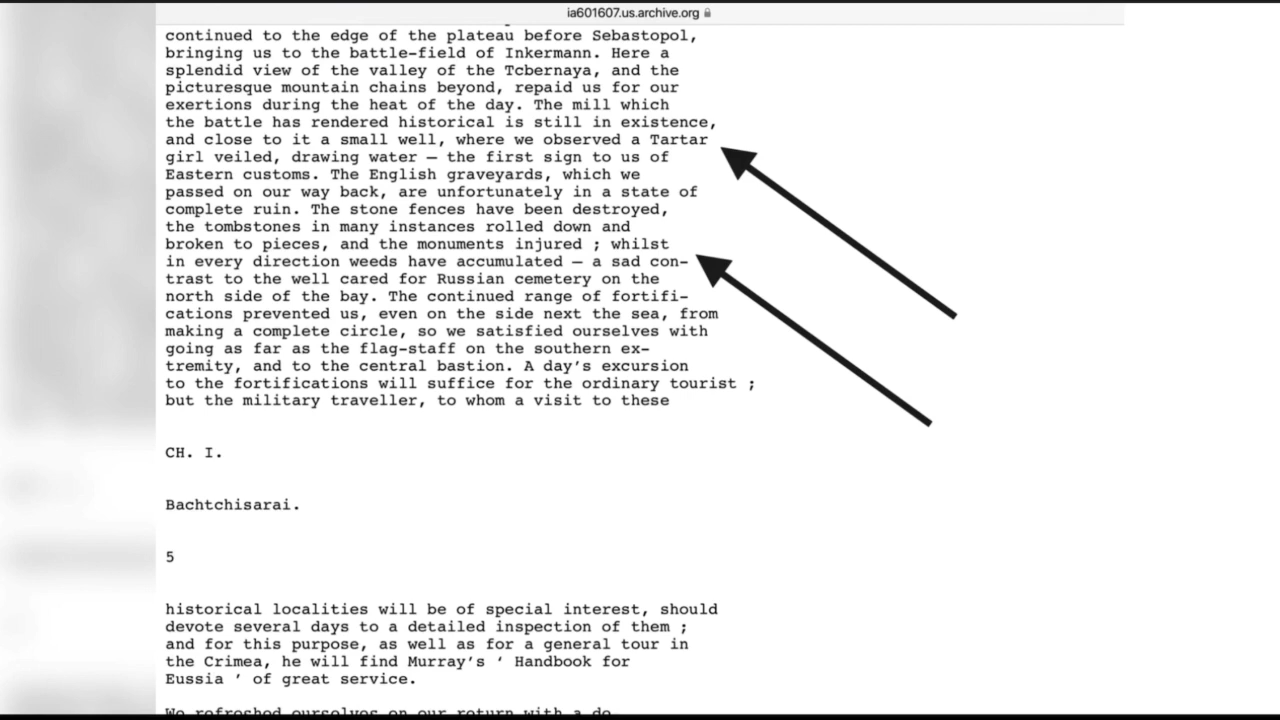 ia601607.us.archive.org
continued to the edge of the plateau before Sebastopol,
bringing us to the battle-field of Inkermann. Here a
splendid view of the valley of the Tcbernaya, and the
picturesque mountain chains beyond, repaid us for our
exertions during the heat of the day. The mill which
the battle has rendered historical is still in existence,
and close to it a small well, where we observed a Tartar
girl veiled, drawing water — the first sign to us of
Eastern customs. The English graveyards, which we
passed on our way back, are unfortunately in a state of
complete ruin. The stone fences have been destroyed,
the tombstones in many instances rolled down and
broken to pieces, and the monuments injured ; whilst
in every direction weeds have accumulated — a sad con-
trast to the well cared for Russian cemetery on the
north side of the bay. The continued range of fortifi-
cations prevented us, even on the side next the sea, from
making a complete circle, so we satisfied ourselves with
going as far as the flag-staff on the southern ex-
tremity, and to the central bastion. A day's excursion
to the fortifications will suffice for the ordinary tourist ;
but the military traveller, to whom a visit to these
CH. I.
Bachtchisarai.
5
historical localities will be of special interest, should
devote several days to a detailed inspection of them ;
and for this purpose, as well as for a general tour in
the Crimea, he will find Murray's ‘ Handbook for
Eussia ’ of great service.
We refreshed ourselves on our return with a de